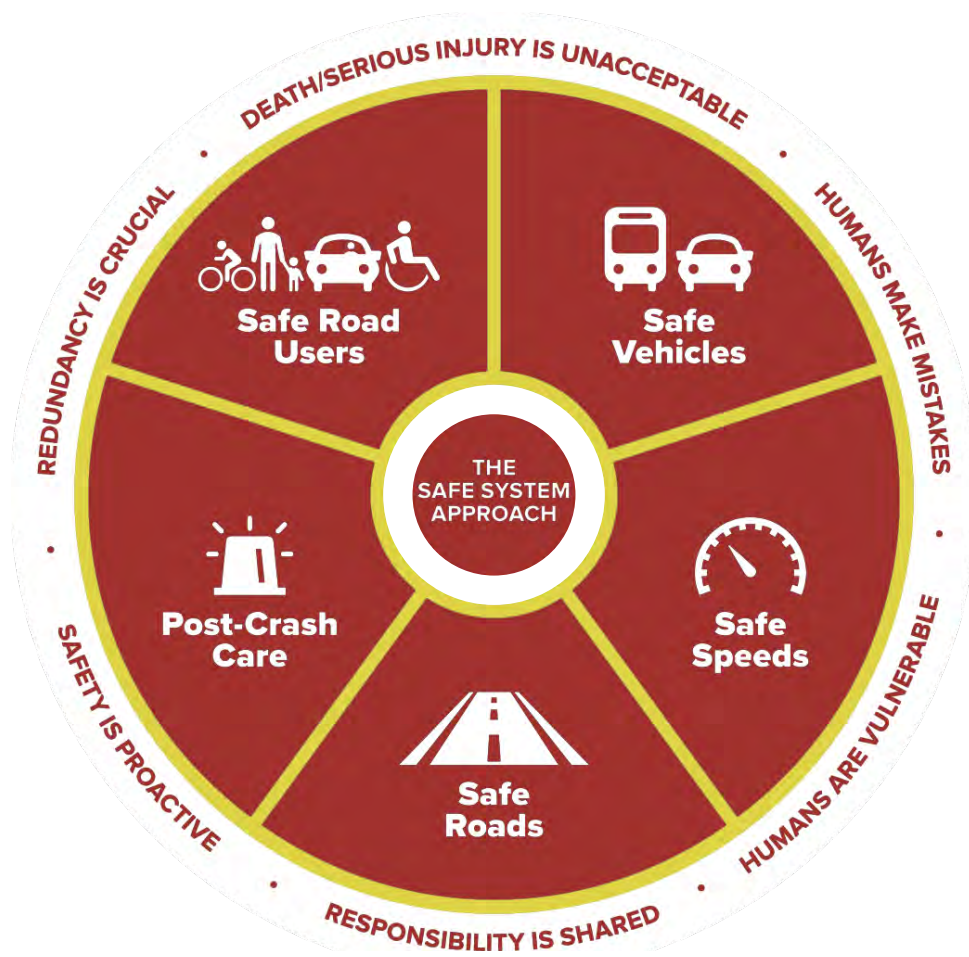 DEATH/SERIOUS INJURY IS UNACCEPTABLE
HUMANS MAKE MISTAKES
HUMANS ARE VULNERABLE
RESPONSIBILITY IS SHARED
SAFETY IS PROACTIVE
REDUNDANCY IS CRUCIAL
Safe Road
Users
Safe
Vehicles
Safe
Speeds
Safe
Roads
Post-Crash
Care
THE
SAFE SYSTEM
APPROACH